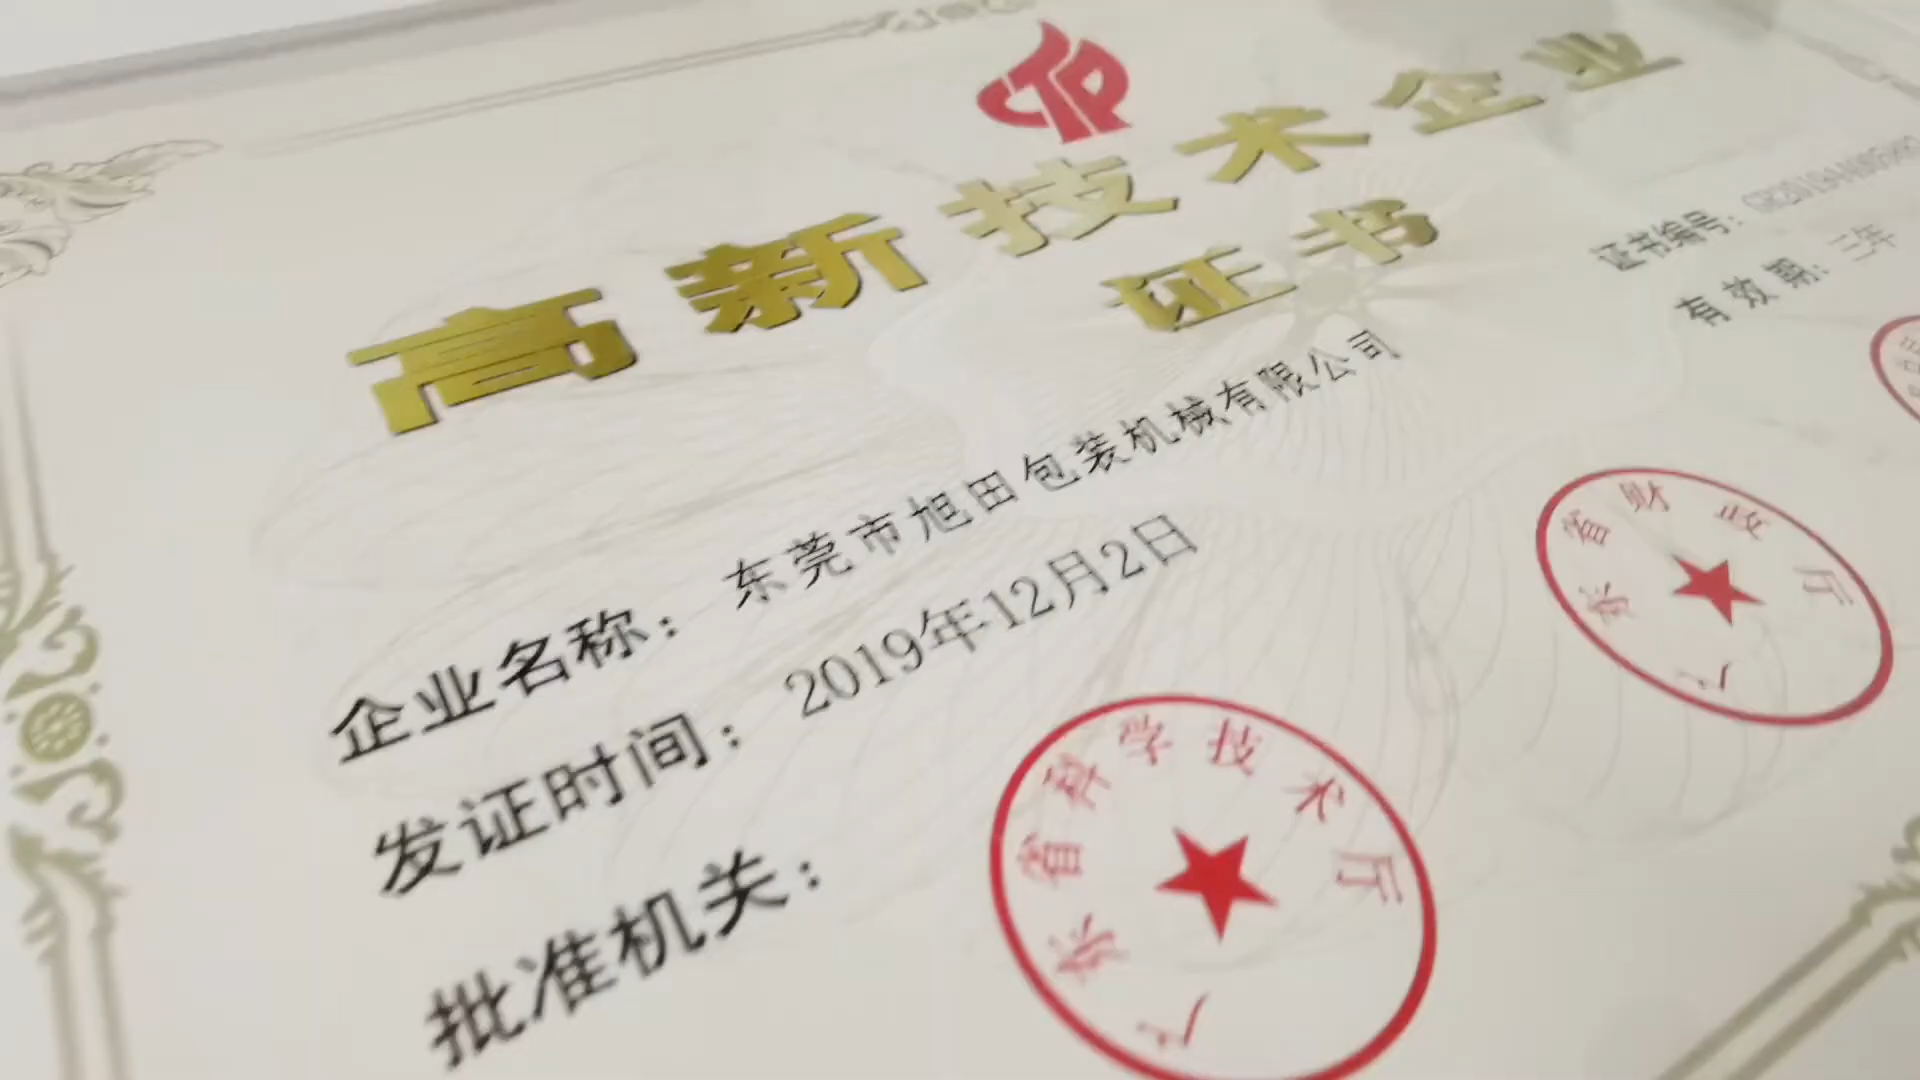 高新技术企业
证书
证书编号:
有效期:三年
企业名称:东莞市旭田包装机械有限公司
发证时间:2019年12月2日
批准机关:
广东省科学技术厅
广东省财政厅